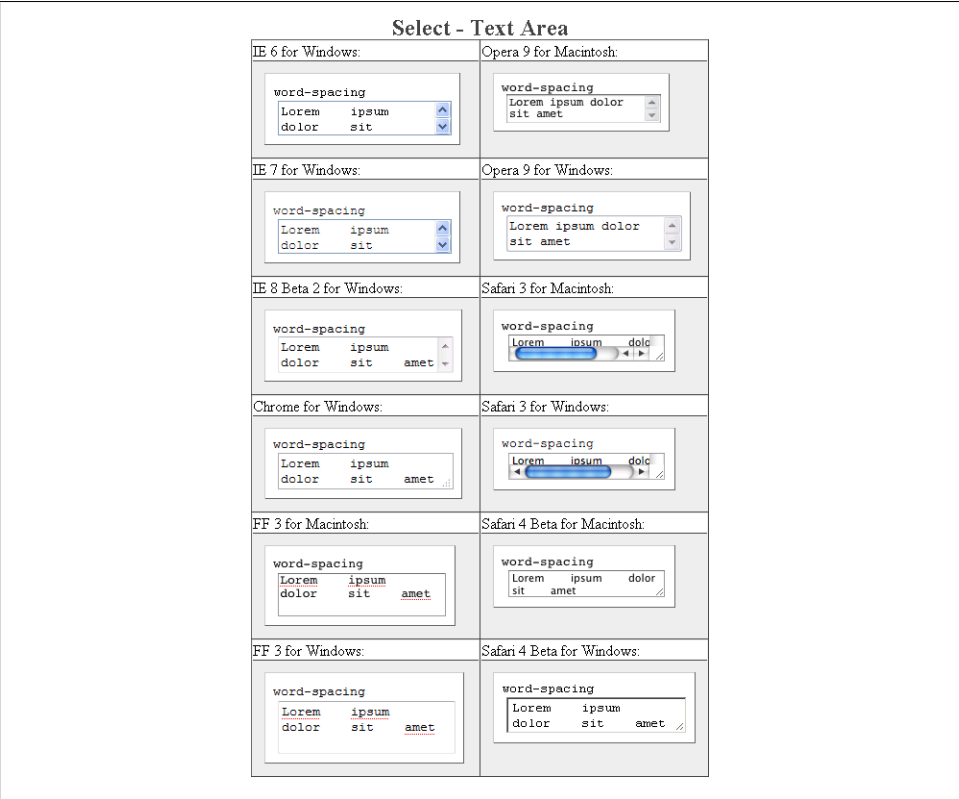 Select - Text Area
IE 6 for Windows:
word-spacing
Lorem ipsum
dolor sit
Opera 9 for Macintosh:
word-spacing
Lorem ipsum dolor
sit amet
IE 7 for Windows:
word-spacing
Lorem ipsum
dolor sit
Opera 9 for Windows:
word-spacing
Lorem ipsum dolor
sit amet
IE 8 Beta 2 for Windows:
word-spacing
Lorem ipsum
dolor sit amet
Safari 3 for Macintosh:
word-spacing
Lorem ipsum dolc
Chrome for Windows:
word-spacing
Lorem ipsum
dolor sit amet
Safari 3 for Windows:
word-spacing
Lorem ipsum dolc
FF 3 for Macintosh:
word-spacing
Lorem ipsum
dolor sit amet
Safari 4 Beta for Macintosh:
word-spacing
Lorem ipsum dolor
sit amet
FF 3 for Windows:
word-spacing
Lorem ipsum
dolor sit amet
Safari 4 Beta for Windows:
word-spacing
Lorem ipsum
dolor sit amet